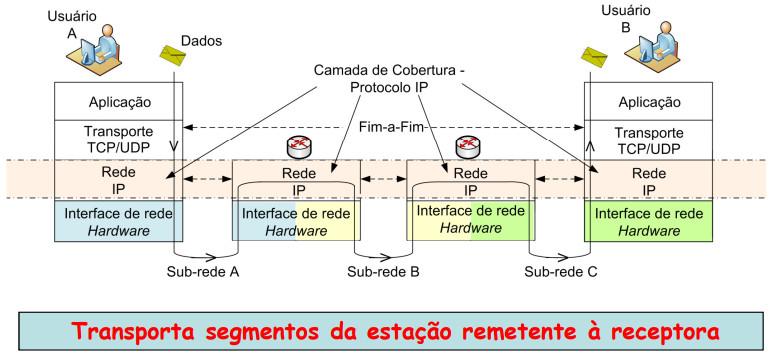 Usuário
A
Dados
Usuário
B
Camada de Cobertura -
Protocolo IP
Aplicação
Aplicação
Fim-a-Fim
Transporte
TCP/UDP
Transporte
TCP/UDP
Rede
IP
Rede
IP
Rede
IP
Rede
IP
Interface de rede
Hardware
Interface de rede
Hardware
Interface de rede
Hardware
Interface de rede
Hardware
Sub-rede A
Sub-rede B
Sub-rede C
Transporta segmentos da estação remetente à receptora